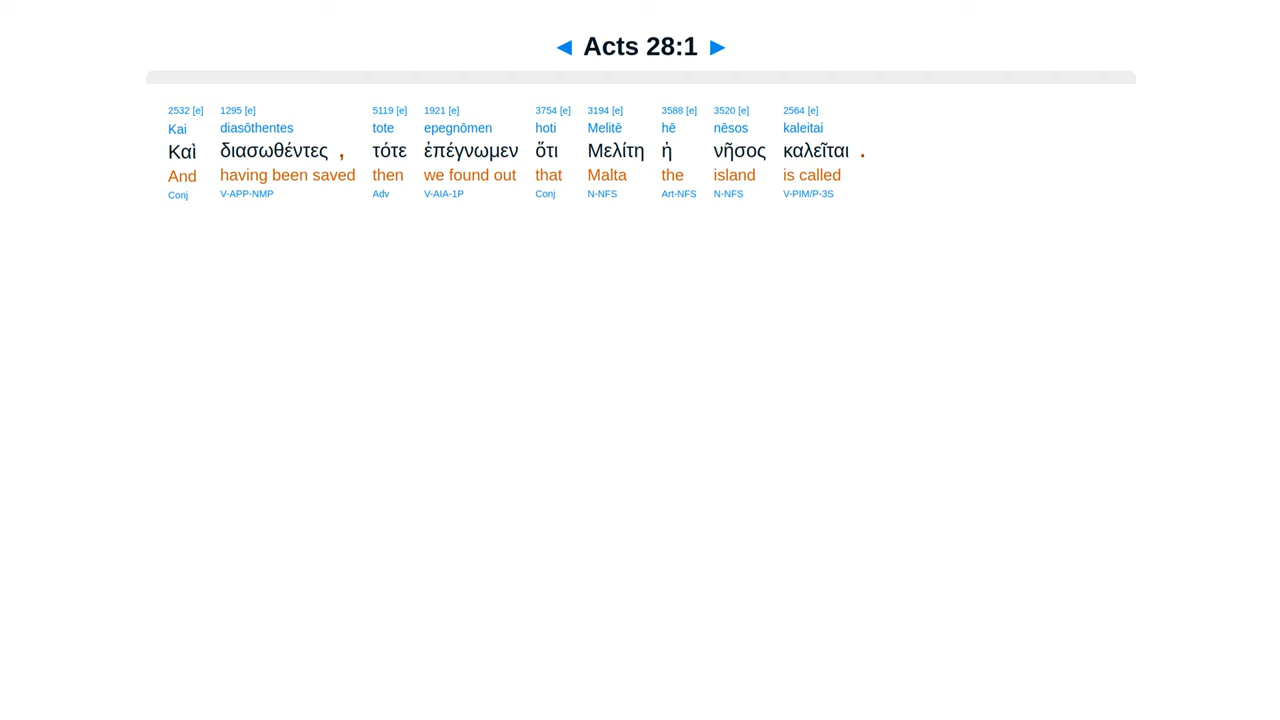 ◄ Acts 28:1 ►
2532 [e] 1295 [e] 5119 [e] 1921 [e] 3754 [e] 3194 [e] 3588 [e] 3520 [e] 2564 [e]
Kai diasōthentes tote epegnōmen hoti Melitē hē nēsos kaleitai
Καὶ διασωθέντες , τότε ἐπέγνωμεν ὅτι Μελίτη ἡ νῆσος καλεῖται .
And having been saved then we found out that Malta the island is called
Conj V-APP-NMP Adv V-AIA-1P Conj N-NFS Art-NFS N-NFS V-PIM/P-3S